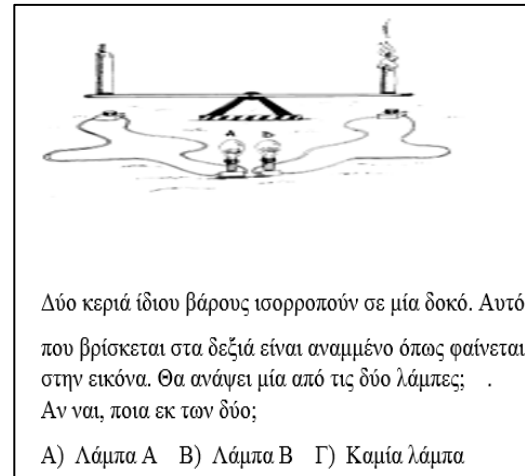 A B
Δύο κεριά ίδιου βάρους ισορροπούν σε μία δοκό. Αυτό
που βρίσκεται στα δεξιά είναι αναμμένο όπως φαίνεται
στην εικόνα. Θα ανάψει μία από τις δύο λάμπες; .
Αν ναι, ποια εκ των δύο;
Α) Λάμπα Α Β) Λάμπα Β Γ) Καμία λάμπα